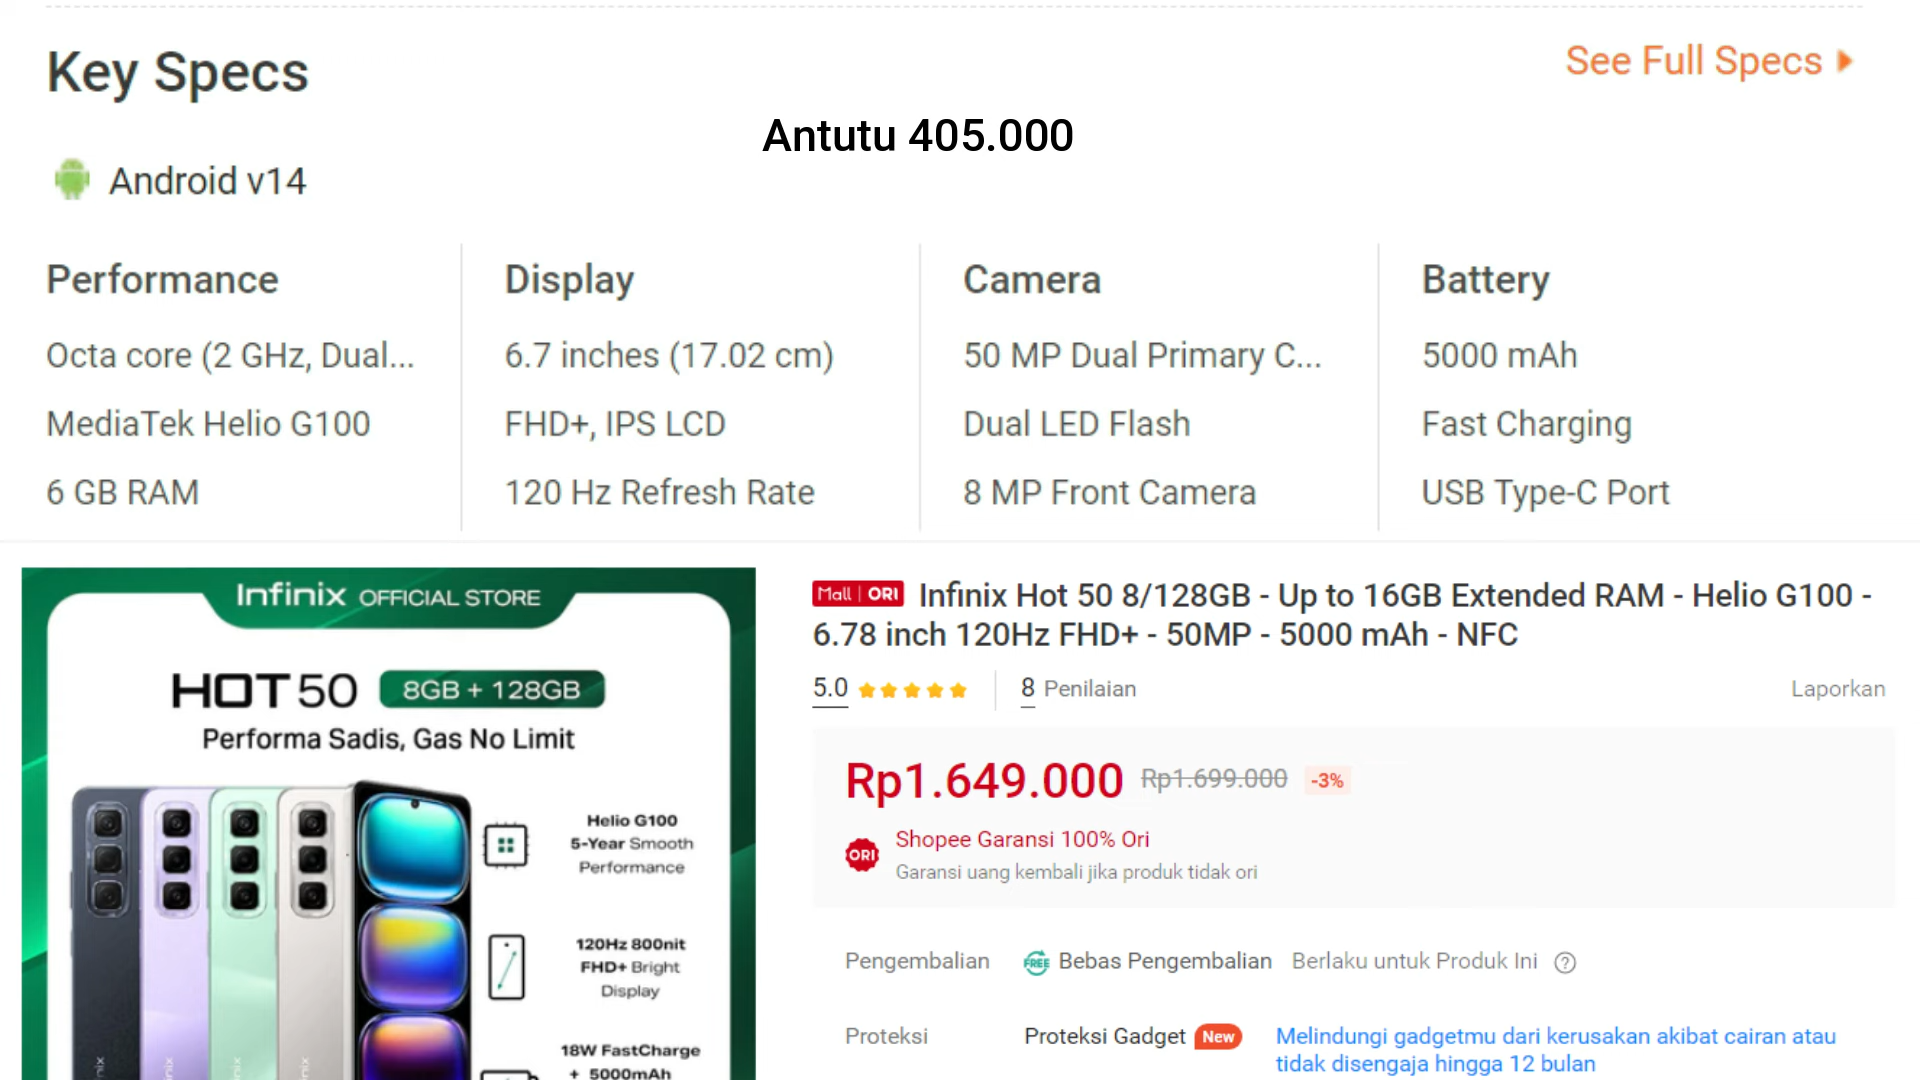 Key Specs
See Full Specs
Antutu 405.000
Android v14
Performance
Octa core (2 GHz, Dual...
MediaTek Helio G100
6 GB RAM
Display
6.7 inches (17.02 cm)
FHD+, IPS LCD
120 Hz Refresh Rate
Camera
50 MP Dual Primary C...
Dual LED Flash
8 MP Front Camera
Battery
5000 mAh
Fast Charging
USB Type-C Port
Infinix OFFICIAL STORE
HOT 50 8GB + 128GB
Performa Sadis, Gas No Limit
Helio G100
5-Year Smooth
Performance
120Hz 800nit
FHD+ Bright
Display
18W FastCharge
+ 5000mAh
Mall | ORI Infinix Hot 50 8/128GB - Up to 16GB Extended RAM - Helio G100 -
6.78 inch 120Hz FHD+ - 50MP - 5000 mAh - NFC
5.0
8 Penilaian
Laporkan
Rp1.649.000 Rp1.699.000 -3%
ORI
Shopee Garansi 100% Ori
Garansi uang kembali jika produk tidak ori
Pengembalian FREE Bebas Pengembalian Berlaku untuk Produk Ini ?
Proteksi Proteksi Gadget New Melindungi gadgetmu dari kerusakan akibat cairan atau
tidak disengaja hingga 12 bulan